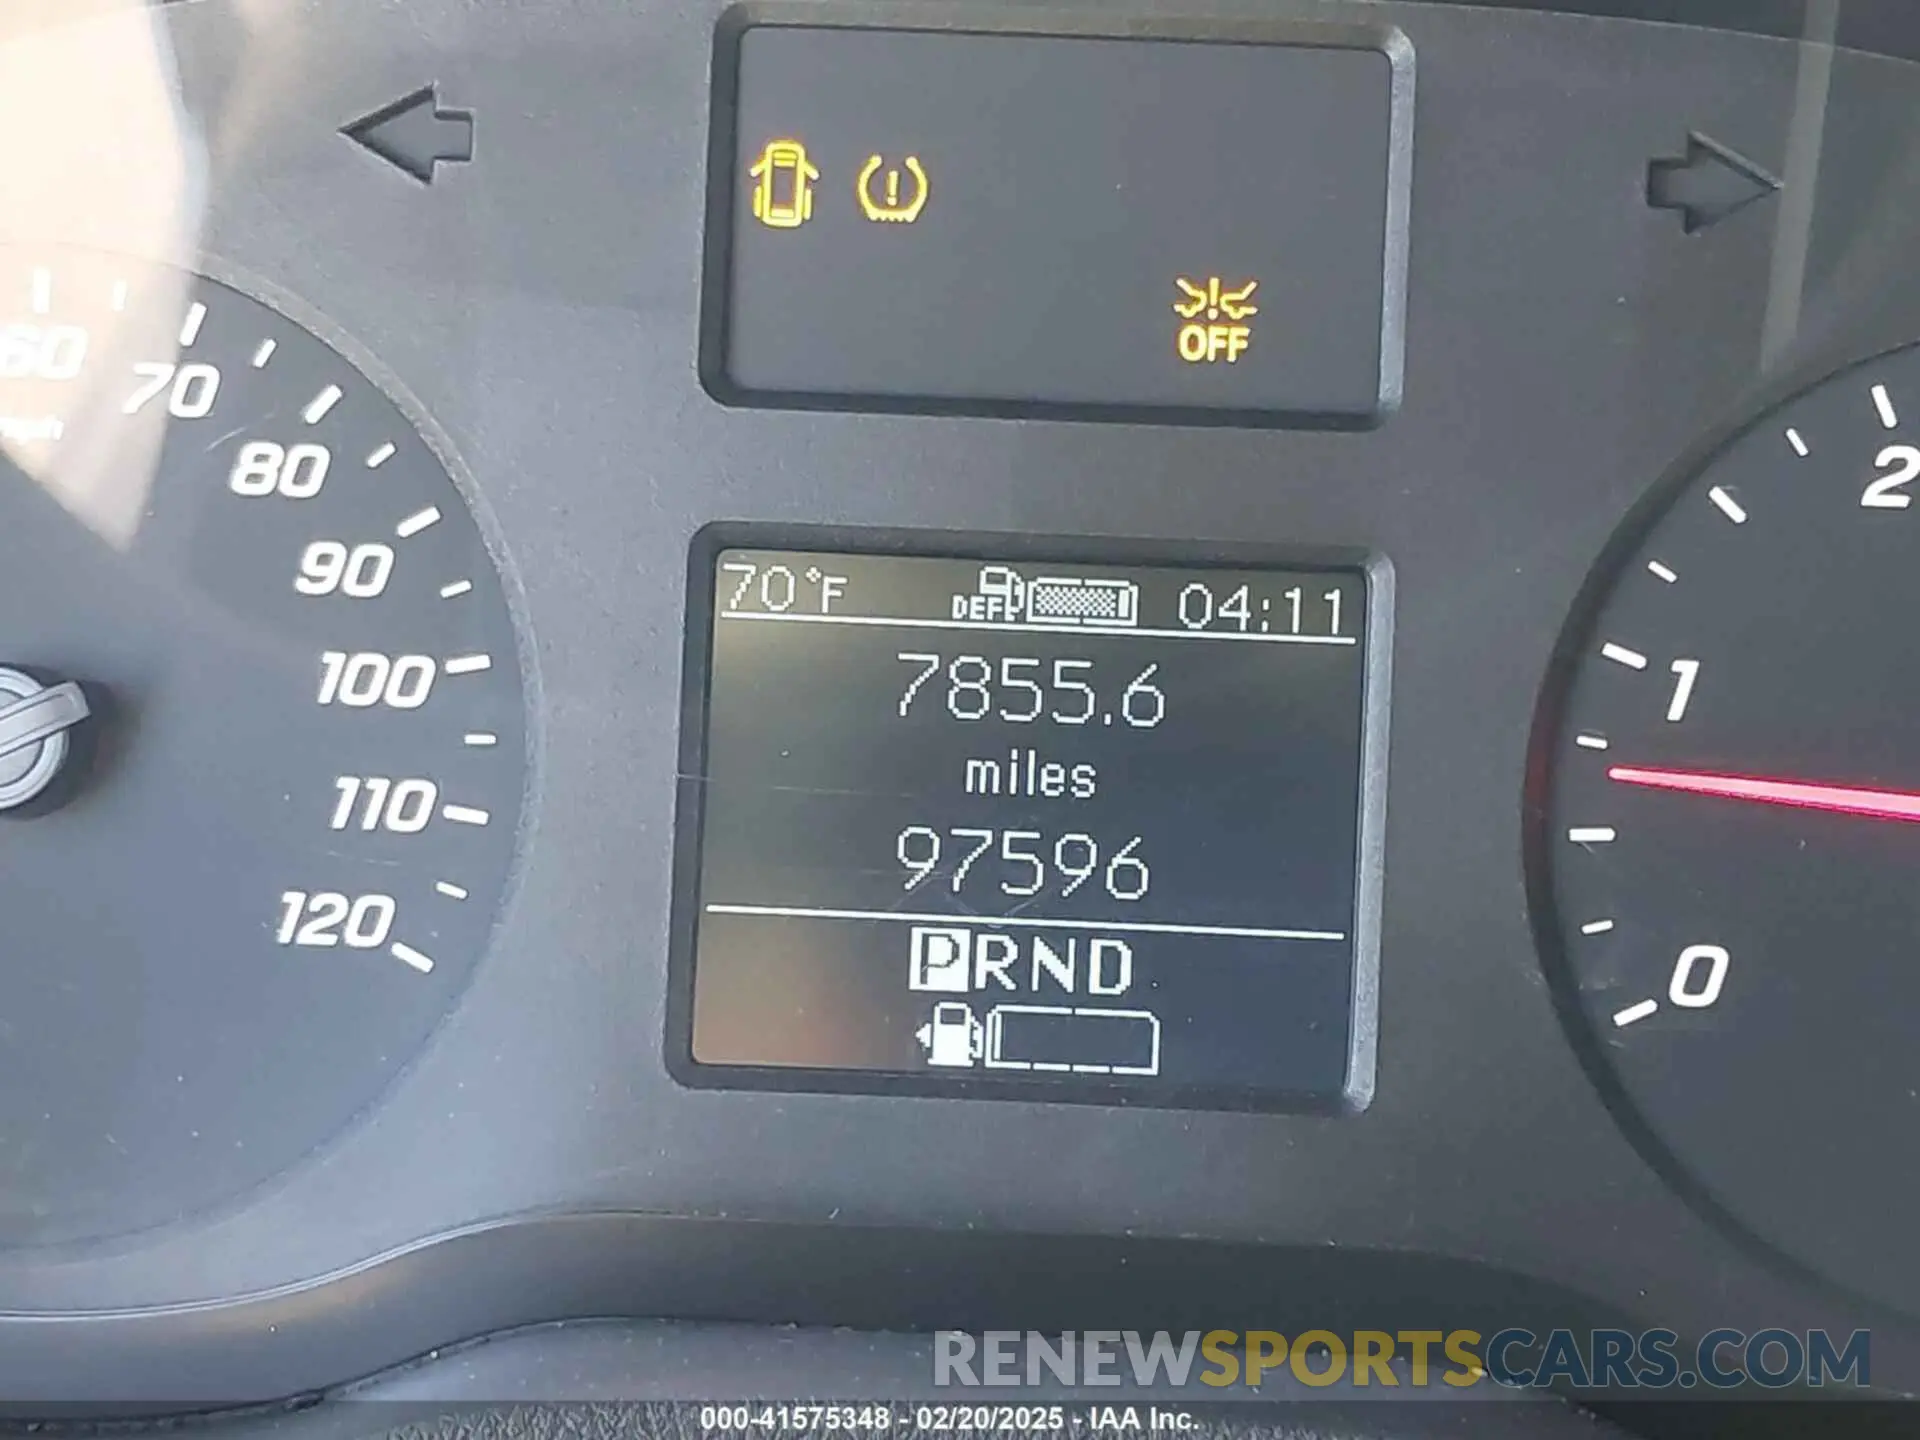 OFF
60
70
80
90
100
110
120
2
1
0
70°F DEF 04:11
7855.6
miles
97596
PRND
RENEWSPORTSCARS.COM
000-41575348 - 02/20/2025 - IAA Inc.